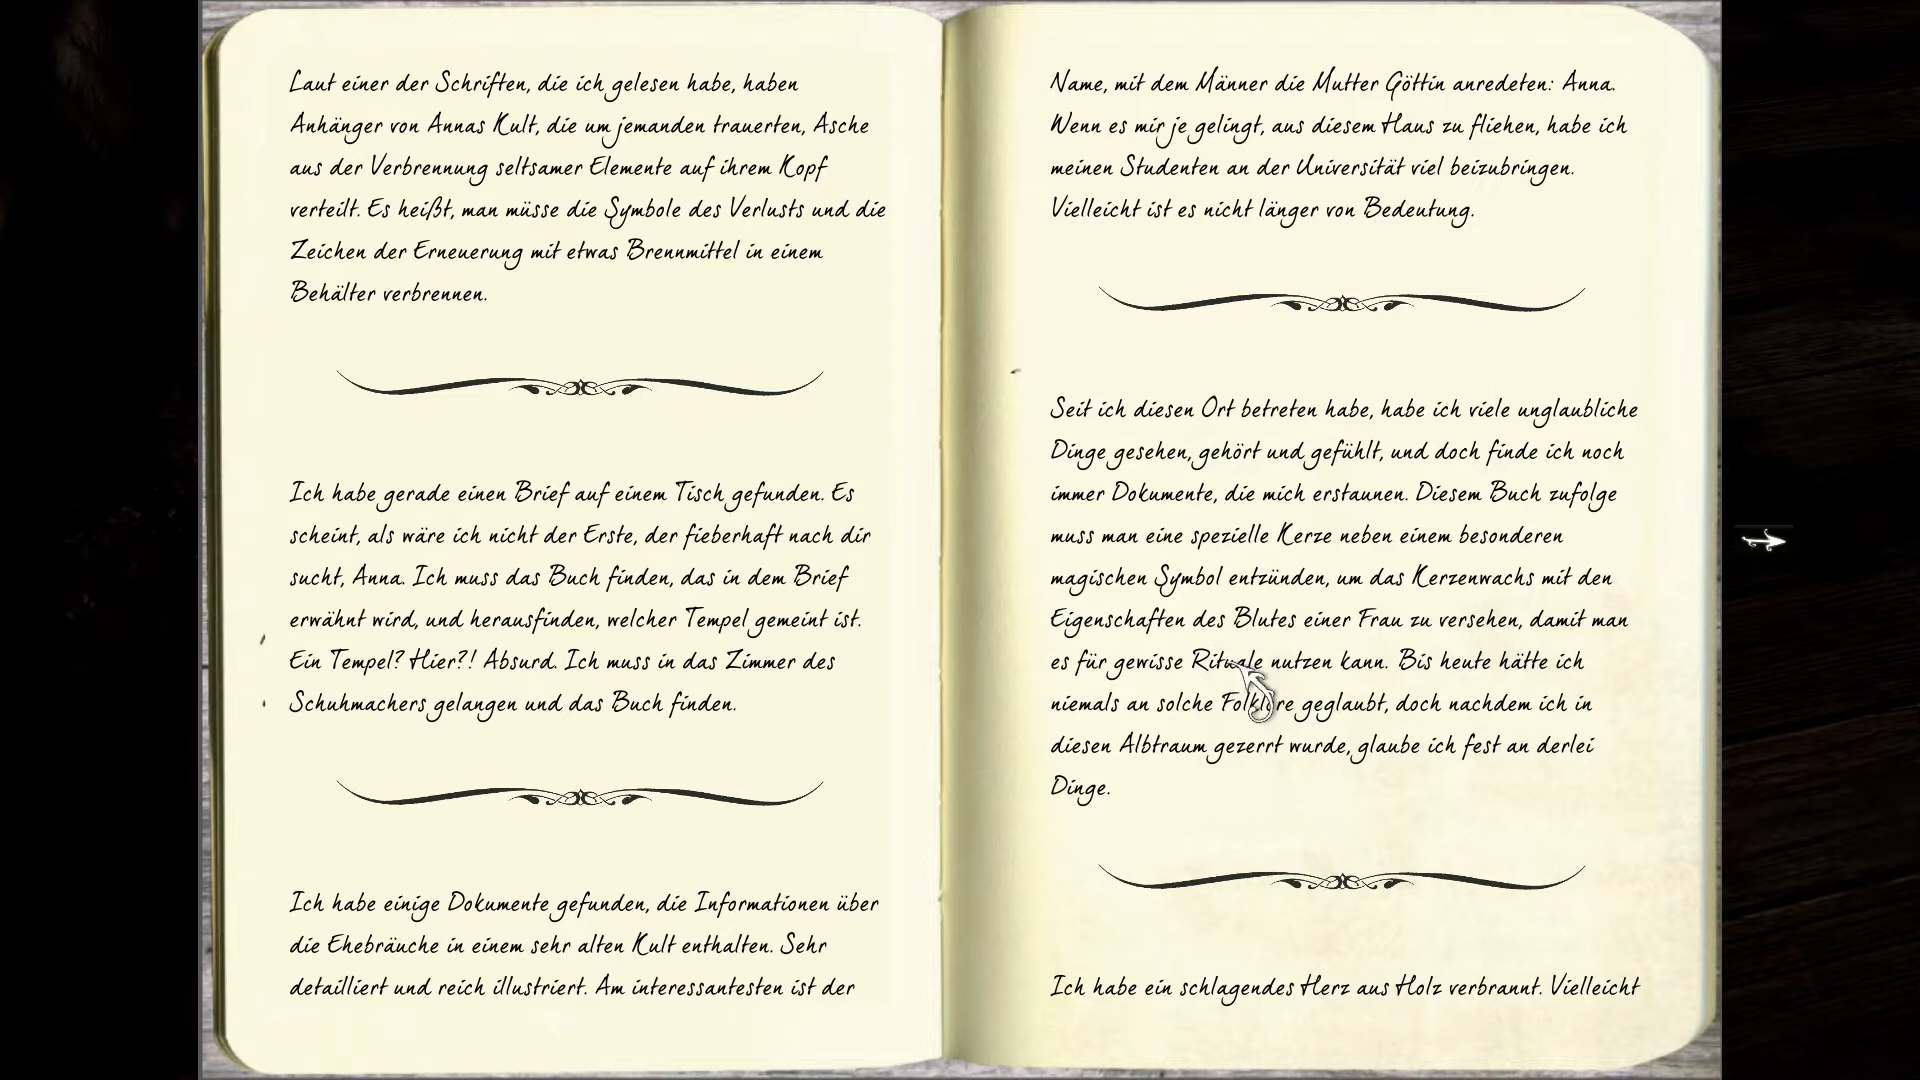 Laut einer der Schriften, die ich gelesen habe, haben
Anhänger von Annas Kult, die um jemanden trauerten, Asche
aus der Verbrennung seltsamer Elemente auf ihrem Kopf
verteilt. Es heißt, man müsse die Symbole des Verlusts und die
Zeichen der Erneuerung mit etwas Brennmittel in einem
Behälter verbrennen.
Ich habe gerade einen Brief auf einem Tisch gefunden. Es
scheint, als wäre ich nicht der Erste, der fieberhaft nach dir
sucht, Anna. Ich muss das Buch finden, das in dem Brief
erwähnt wird, und herausfinden, welcher Tempel gemeint ist.
Ein Tempel? Hier?! Absurd. Ich muss in das Zimmer des
Schuhmachers gelangen und das Buch finden.
Ich habe einige Dokumente gefunden, die Informationen über
die Ehebräuche in einem sehr alten Kult enthalten. Sehr
detailliert und reich illustriert. Am interessantesten ist der
Name, mit dem Männer die Mutter Göttin anredeten: Anna.
Wenn es mir je gelingt, aus diesem Haus zu fliehen, habe ich
meinen Studenten an der Universität viel beizubringen.
Vielleicht ist es nicht länger von Bedeutung.
Seit ich diesen Ort betreten habe, habe ich viele unglaubliche
Dinge gesehen, gehört und gefühlt, und doch finde ich noch
immer Dokumente, die mich erstaunen. Diesem Buch zufolge
muss man eine spezielle Kerze neben einem besonderen
magischen Symbol entzünden, um das Kerzenwachs mit den
Eigenschaften des Blutes einer Frau zu versehen, damit man
es für gewisse Rituale nutzen kann. Bis heute hätte ich
niemals an solche Folklore geglaubt, doch nachdem ich in
diesen Albtraum gezerrt wurde, glaube ich fest an derlei
Dinge.
Ich habe ein schlagendes Herz aus Holz verbrannt. Vielleicht